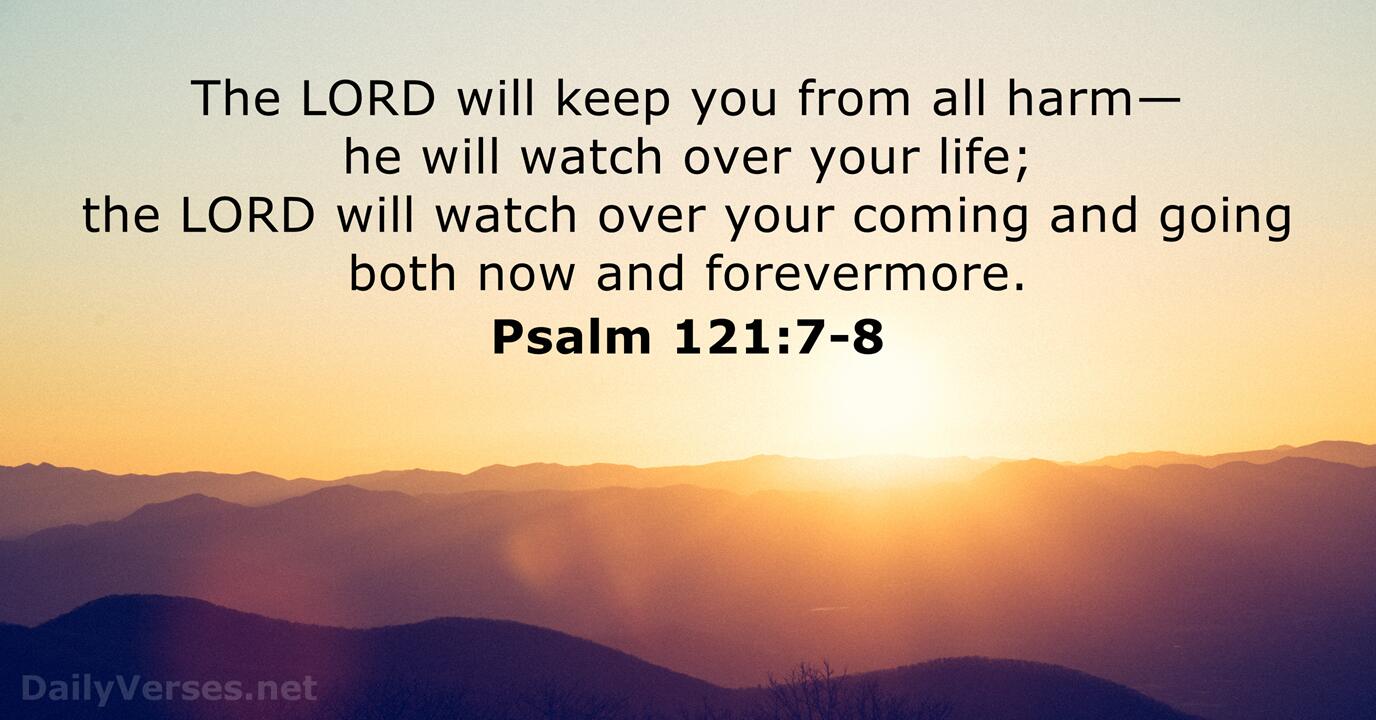 The LORD will keep you from all harm—
he will watch over your life;
the LORD will watch over your coming and going
both now and forevermore.
Psalm 121:7-8
DailyVerses.net